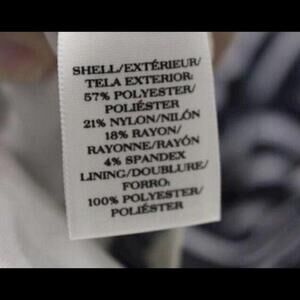 SHELL/EXTÉRIEUR/
TELA EXTERIOR:
57% POLYESTER/
POLIÉSTER
21% NYLON/NILÓN
18% RAYON/
RAYONNE/RAYÓN
4% SPANDEX
LINING/DOUBLURE/
FORRO:
100% POLYESTER/
POLIÉSTER